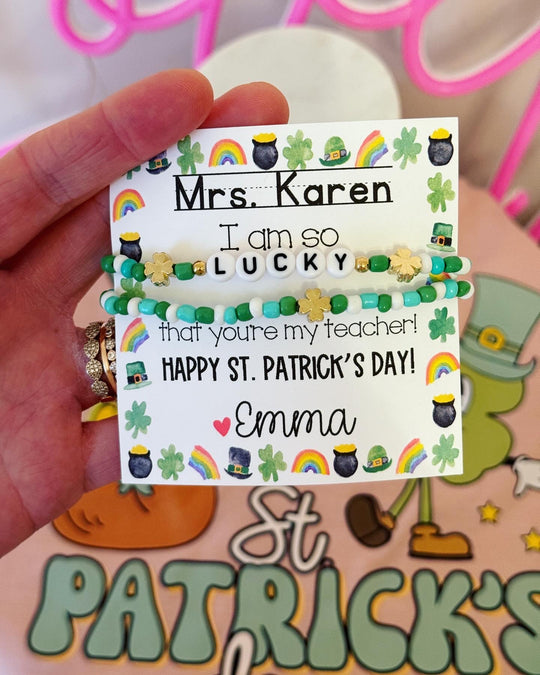 Mrs. Karen
I am so
LUCKY
that you're my teacher!
HAPPY ST. PATRICK'S DAY!
Emma
St
PATRICK'S